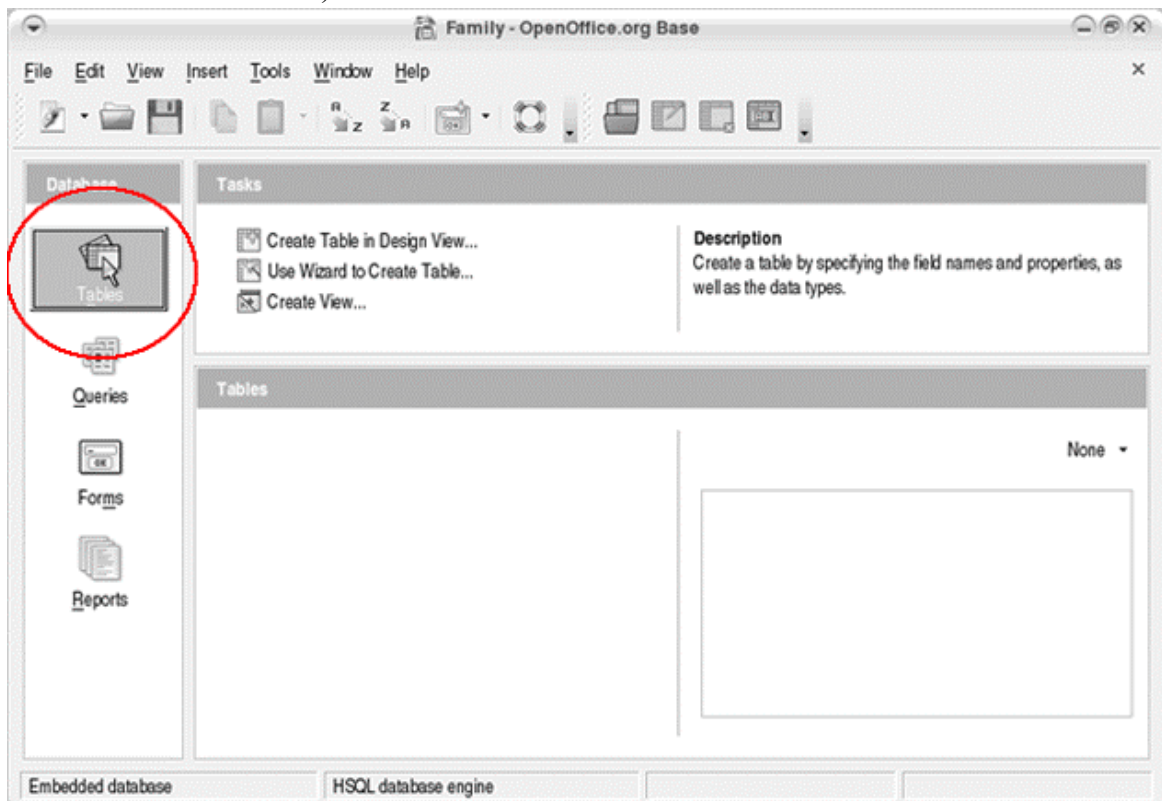 Family - OpenOffice.org Base
File Edit View Insert Tools Window Help
Database
Tasks
Tables
Create Table in Design View...
Use Wizard to Create Table...
Create View...
Description
Create a table by specifying the field names and properties, as
well as the data types.
Queries
Forms
Reports
Tables
None
Embedded database
HSQL database engine